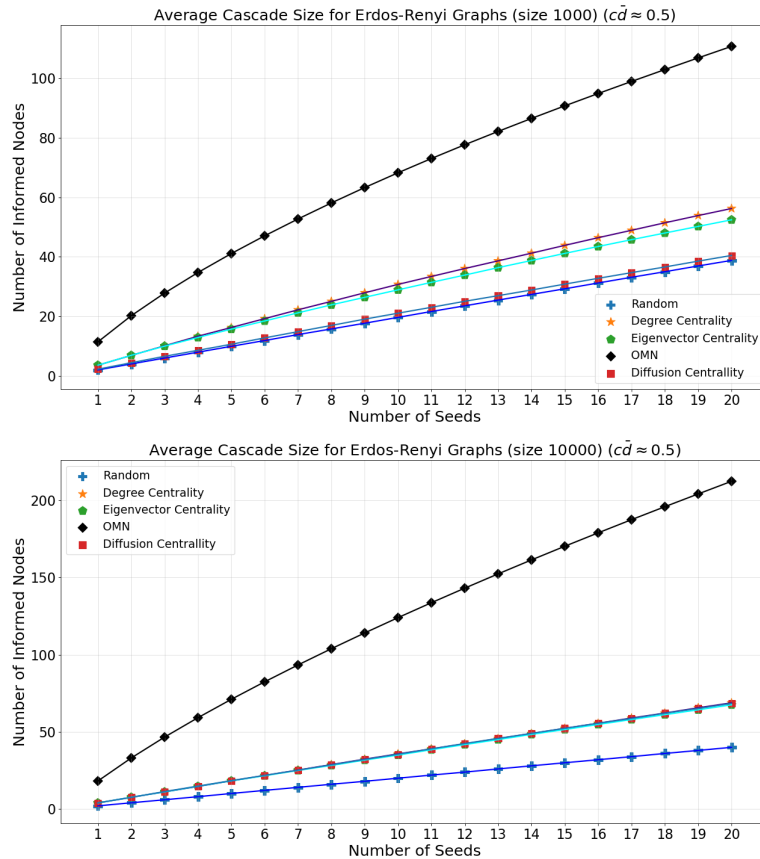 Average Cascade Size for Erdos-Renyi Graphs (size 1000) (cd̄ ≈ 0.5)
100
80
60
40
20
0
Number of Informed Nodes
Random
Degree Centrality
Eigenvector Centrality
OMN
Diffusion Centrallity
1 2 3 4 5 6 7 8 9 10 11 12 13 14 15 16 17 18 19 20
Number of Seeds
Average Cascade Size for Erdos-Renyi Graphs (size 10000) (cd̄ ≈ 0.5)
Random
Degree Centrality
Eigenvector Centrality
OMN
Diffusion Centrallity
200
150
100
50
0
Number of Informed Nodes
1 2 3 4 5 6 7 8 9 10 11 12 13 14 15 16 17 18 19 20
Number of Seeds